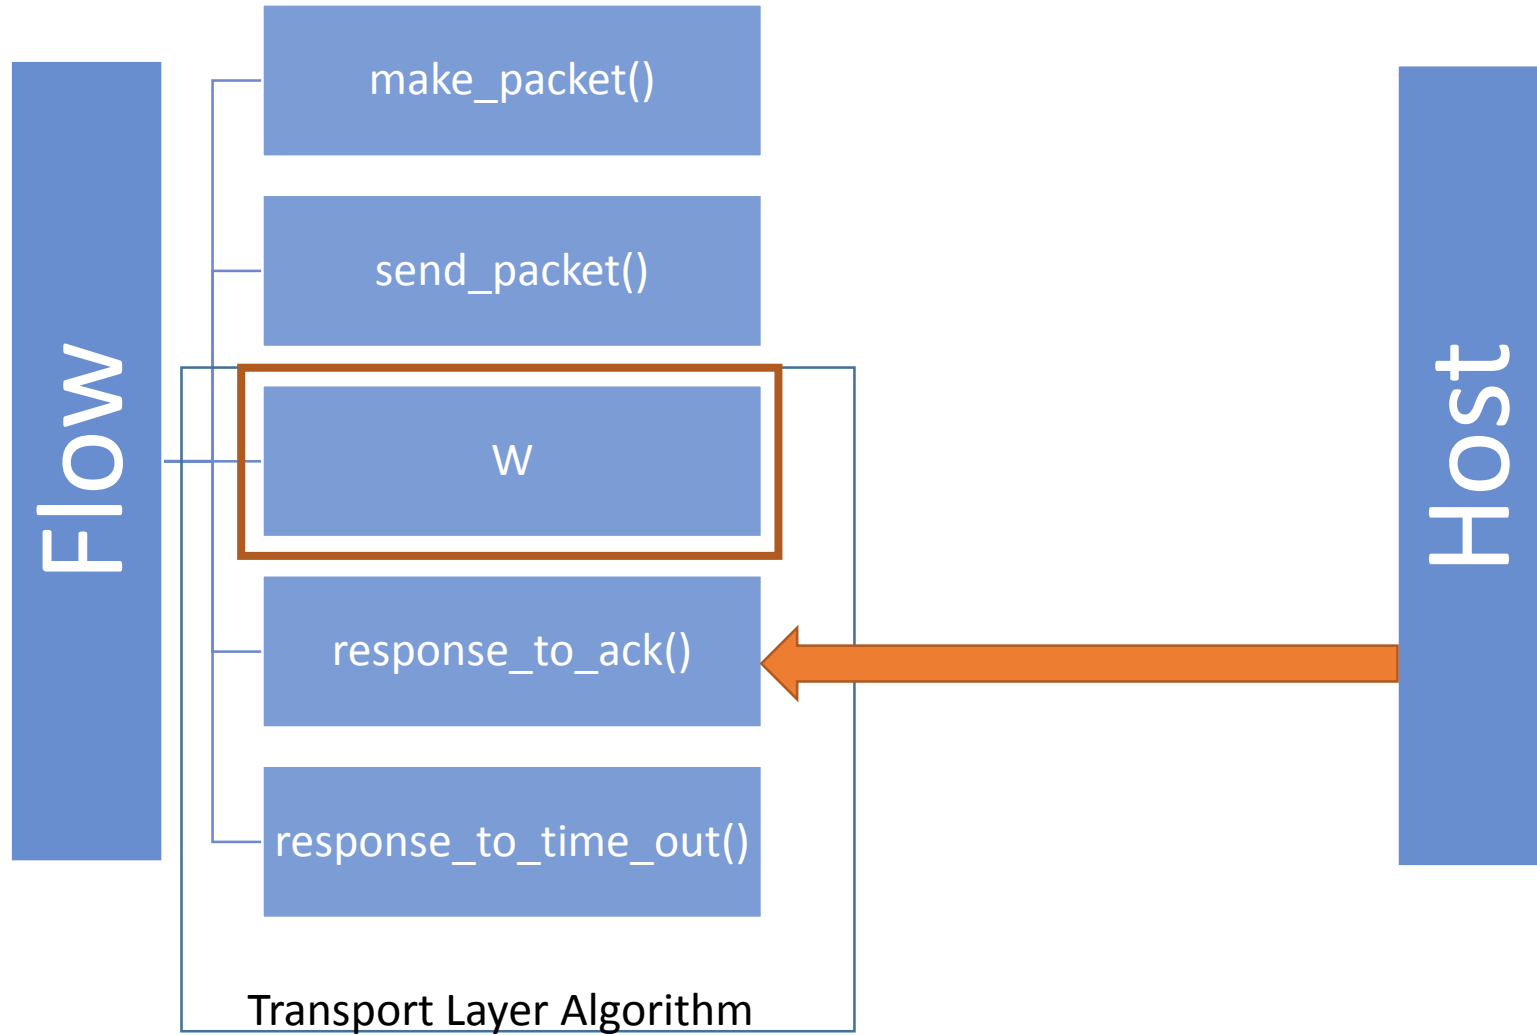 Flow
make_packet()
send_packet()
W
response_to_ack()
response_to_time_out()
Transport Layer Algorithm
Host